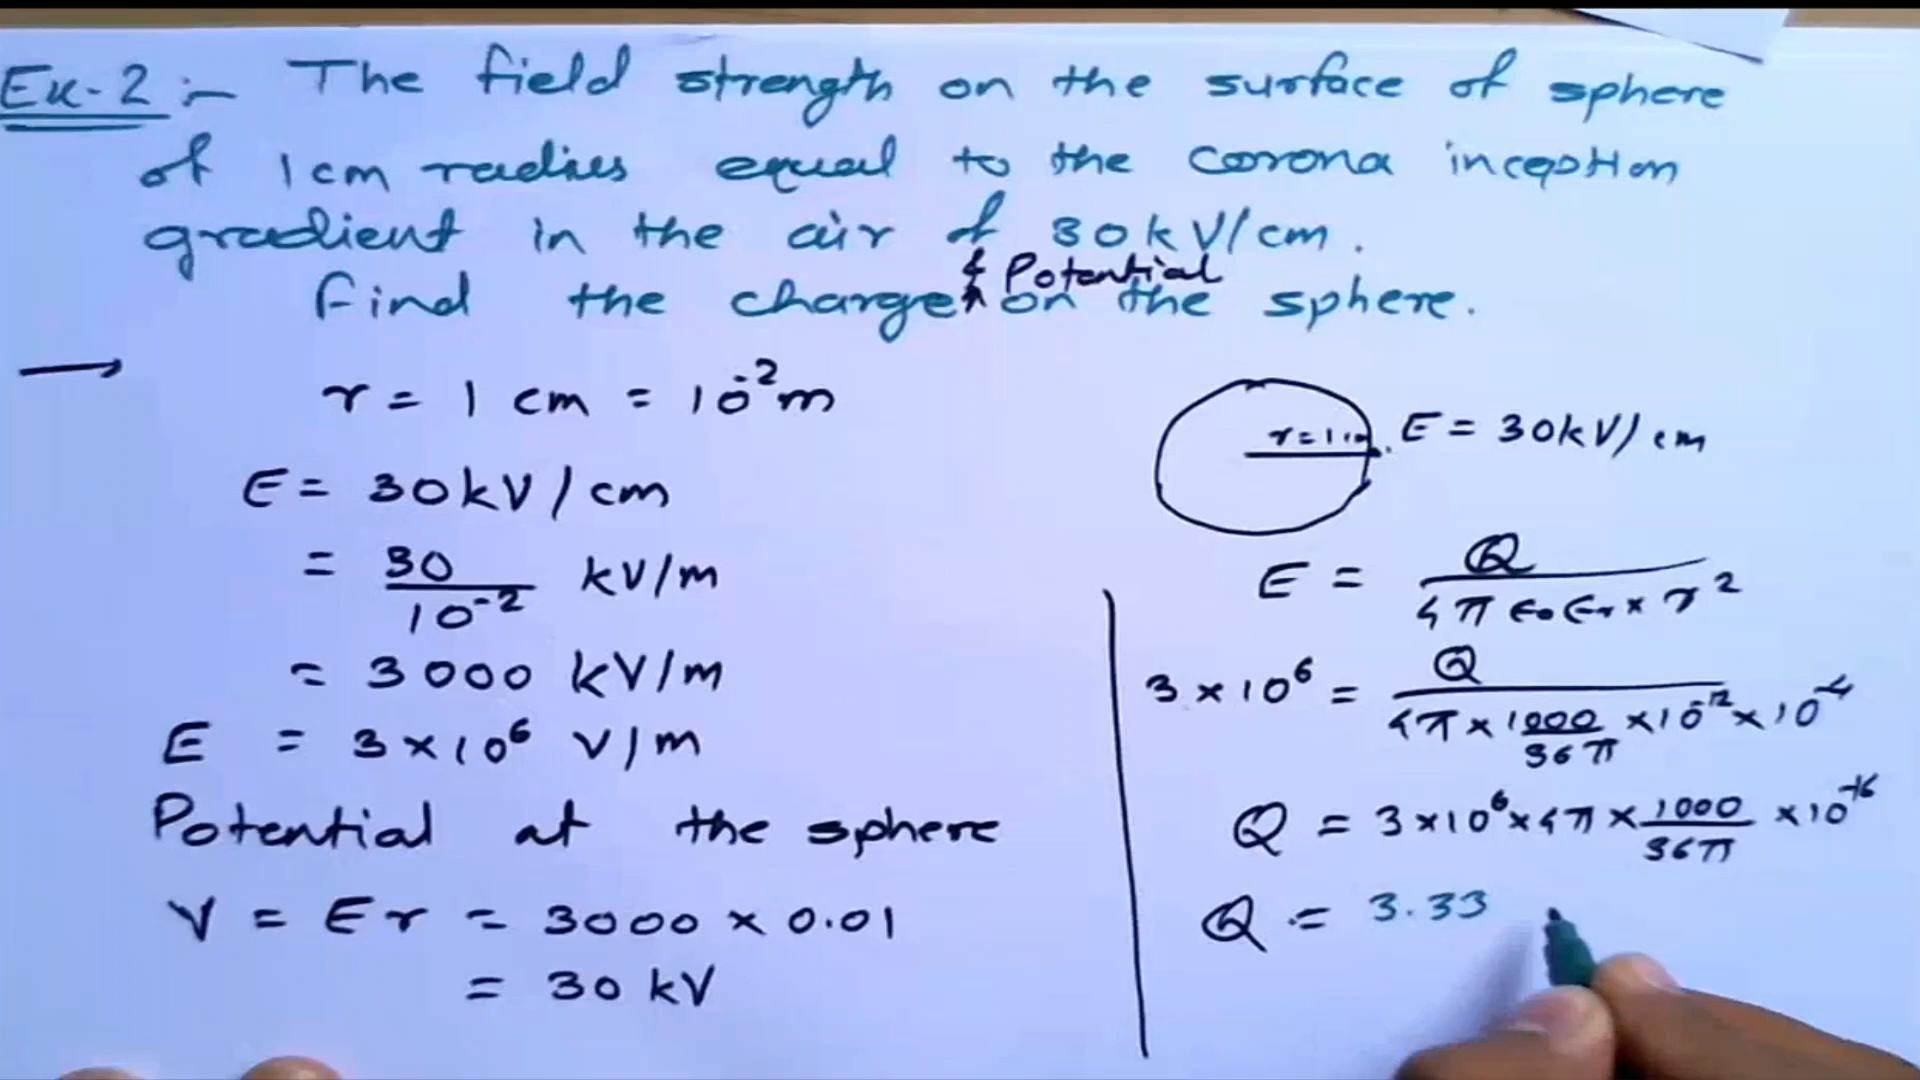 Ex-2 :- The field strength on the surface of sphere
of 1cm radius equal to the corona inception
gradient in the air of 30kV/cm.
& Potential
Find the charge on the sphere.
r = 1 cm = 10⁻²m
E = 30kV/cm
= 30/10⁻² kV/m
= 3000 kV/m
E = 3×10⁶ V/m
Potential at the sphere
V = Er = 3000 × 0.01
= 30 kV
r=1cm. E = 30kV/cm
E = Q/4π ϵ₀ ϵᵣ × r²
3×10⁶ = Q/4π × 1000/36π × 10⁻¹² × 10⁻⁴
Q = 3×10⁶ × 4π × 1000/36π × 10⁻¹⁶
Q = 3.33